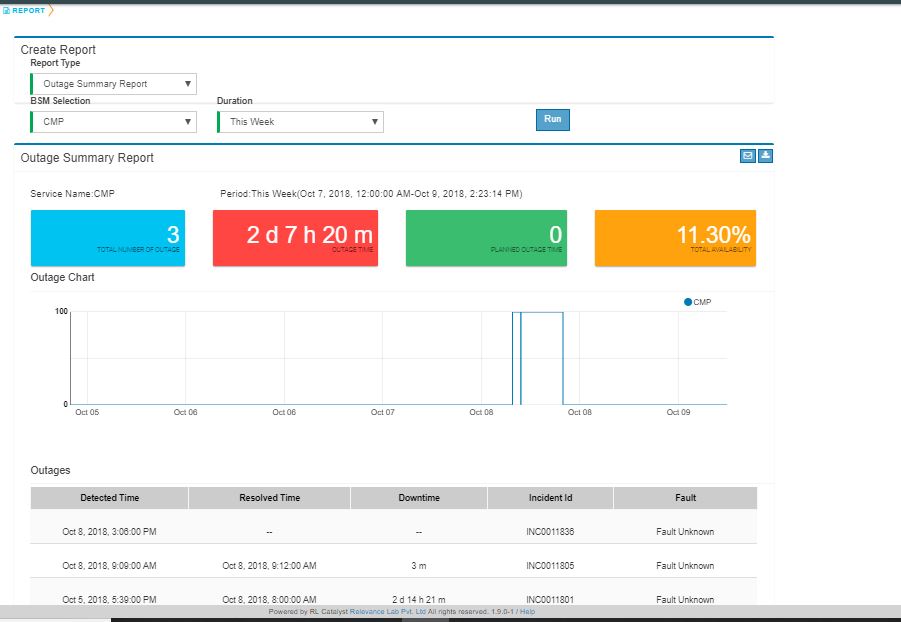 REPORT
Create Report
Report Type
Outage Summary Report
BSM Selection
Duration
CMP
This Week
Run
Outage Summary Report
Service Name:CMP
Period:This Week(Oct 7, 2018, 12:00:00 AM-Oct 9, 2018, 2:23:14 PM)
3
TOTAL NUMBER OF OUTAGE
2 d 7 h 20 m
OUTAGE TIME
0
PLANNED OUTAGE TIME
11.30%
TOTAL AVAILABILITY
Outage Chart
CMP
100
0
Oct 05 Oct 06 Oct 06 Oct 07 Oct 08 Oct 08 Oct 09
Outages
Detected Time Resolved Time Downtime Incident Id Fault
Oct 8, 2018, 3:06:00 PM -- -- INC0011836 Fault Unknown
Oct 8, 2018, 9:09:00 AM Oct 8, 2018, 9:12:00 AM 3 m INC0011805 Fault Unknown
Oct 5, 2018, 5:39:00 PM Oct 8, 2018, 8:00:00 AM 2 d 14 h 21 m INC0011801 Fault Unknown
Powered by RL Catalyst Relevance Lab Pvt. Ltd All rights reserved. 1.9.0-1 / Help